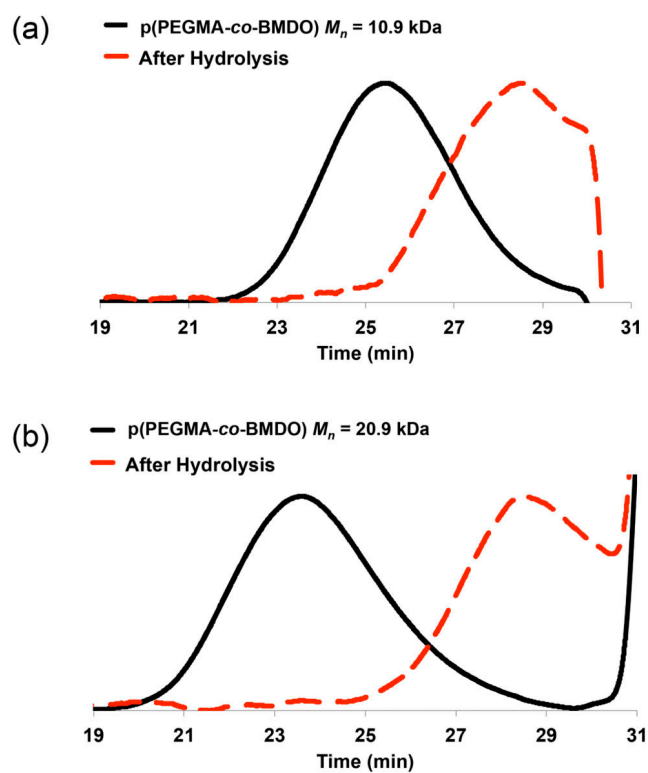 (a)
p(PEGMA-co-BMDO) Mn = 10.9 kDa
After Hydrolysis
19 21 23 25 27 29 31
Time (min)
(b)
p(PEGMA-co-BMDO) Mn = 20.9 kDa
After Hydrolysis
19 21 23 25 27 29 31
Time (min)